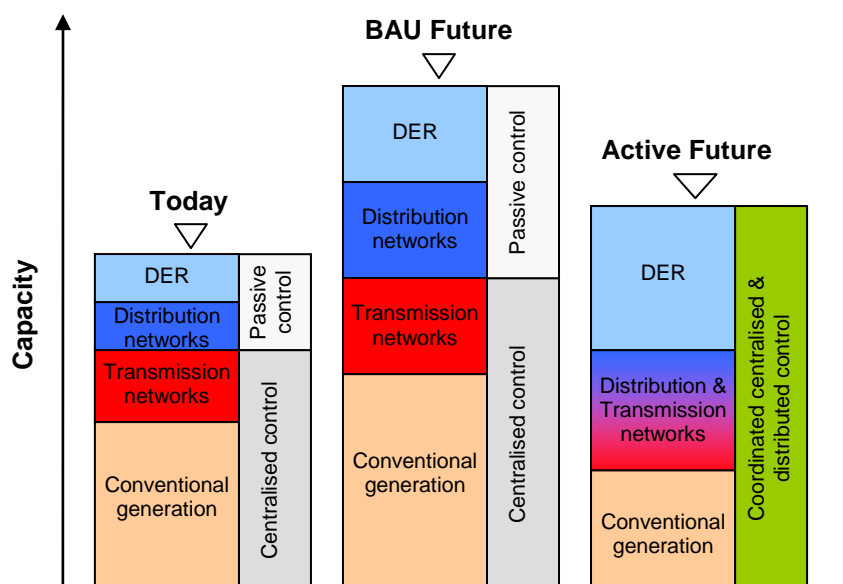 Capacity
Today
DER
Distribution
networks
Transmission
networks
Conventional
generation
Passive
control
Centralised control
BAU Future
DER
Distribution
networks
Transmission
networks
Conventional
generation
Passive control
Centralised control
Active Future
DER
Distribution &
Transmission
networks
Conventional
generation
Coordinated centralised &
distributed control